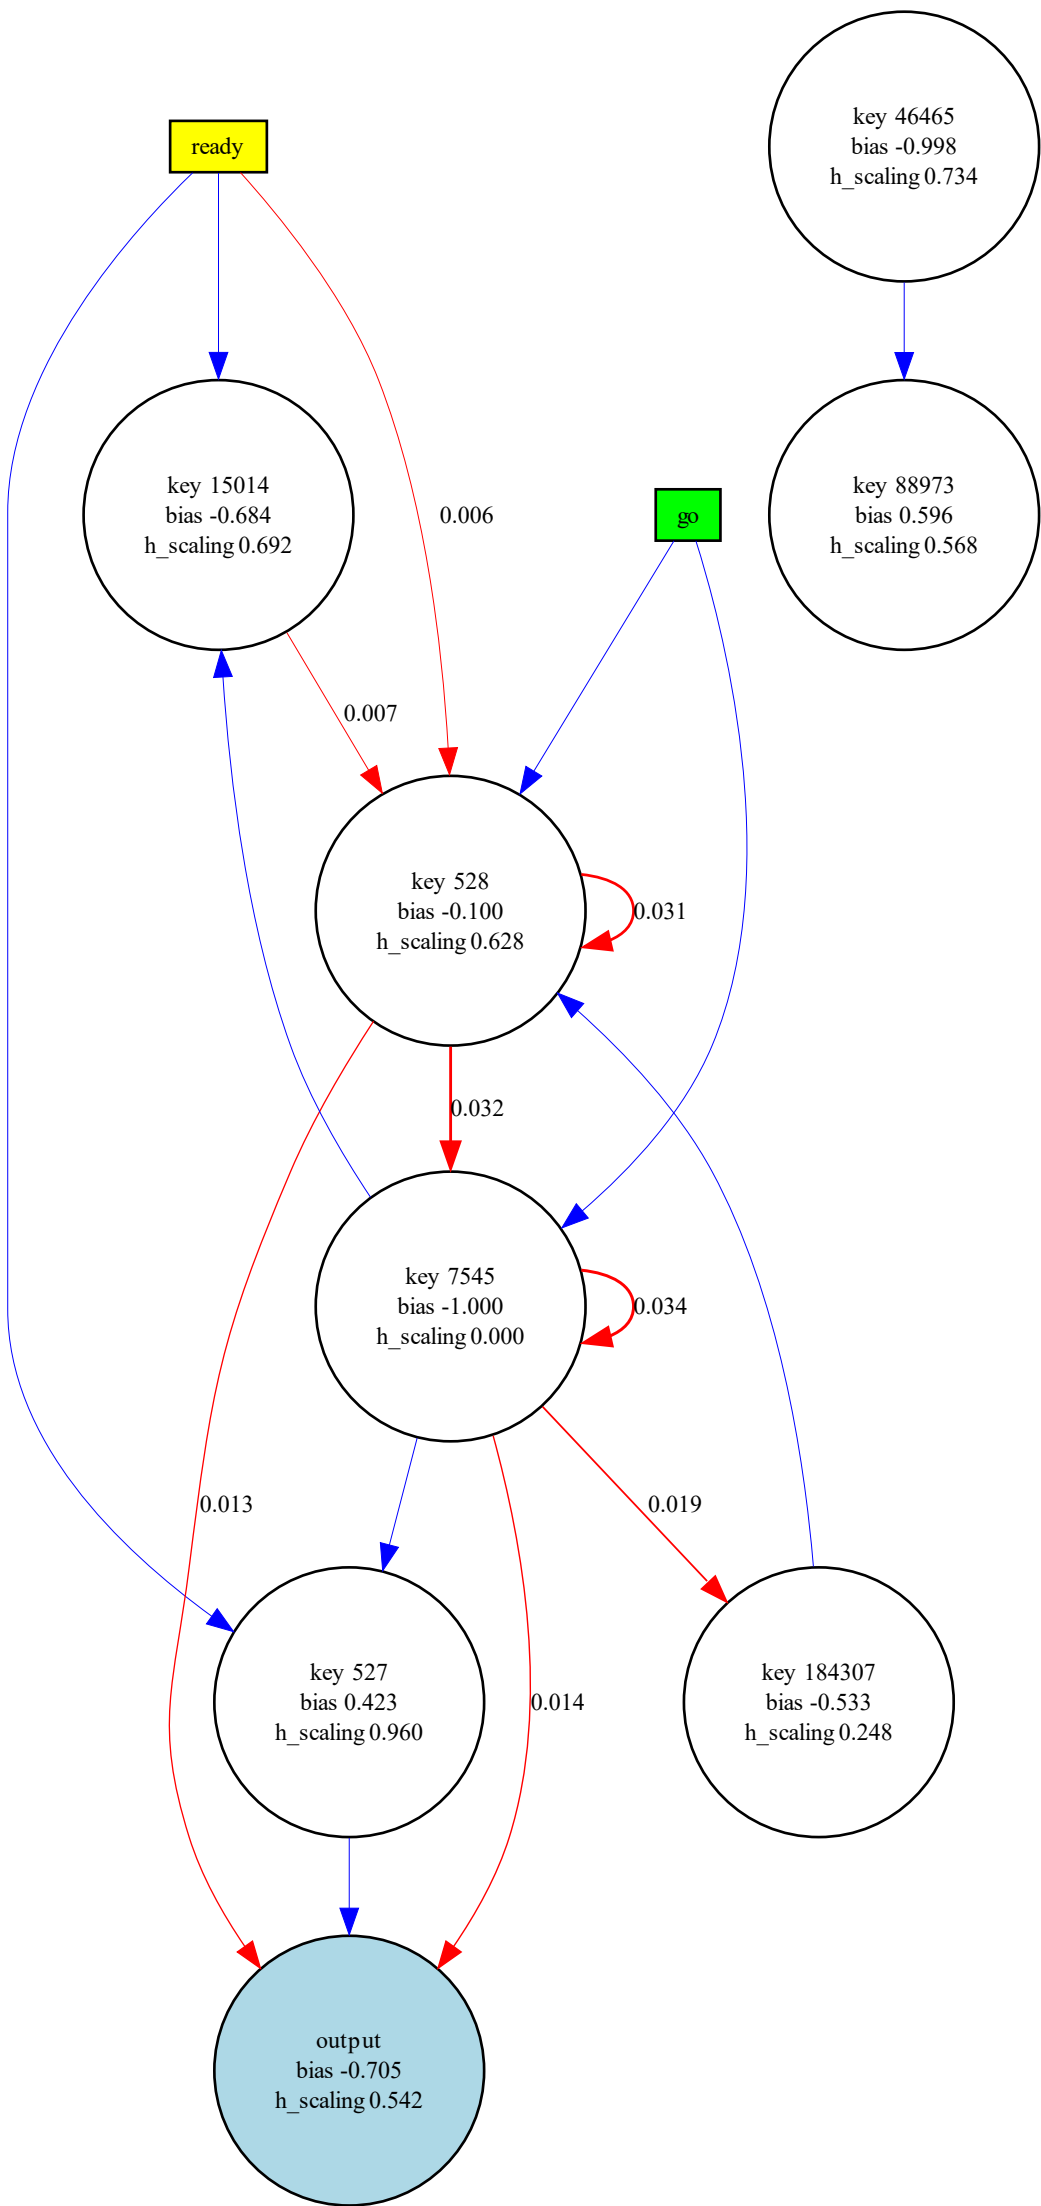 key 46465
bias -0.998
h_scaling 0.734
ready
key 15014
bias -0.684
h_scaling 0.692
0.006
go
key 88973
bias 0.596
h_scaling 0.568
0.007
key 528
bias -0.100
h_scaling 0.628
0.031
0.032
key 7545
bias -1.000
h_scaling 0.000
0.034
0.013
0.019
key 527
bias 0.423
h_scaling 0.960
0.014
key 184307
bias -0.533
h_scaling 0.248
output
bias -0.705
h_scaling 0.542